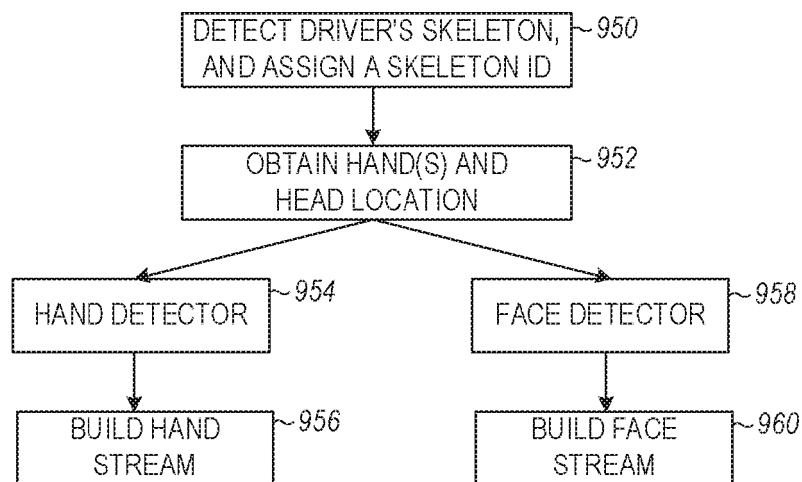 DETECT DRIVER'S SKELETON,
AND ASSIGN A SKELETON ID
950
OBTAIN HAND(S) AND
HEAD LOCATION
952
HAND DETECTOR
954
FACE DETECTOR
958
BUILD HAND
STREAM
956
BUILD FACE
STREAM
960